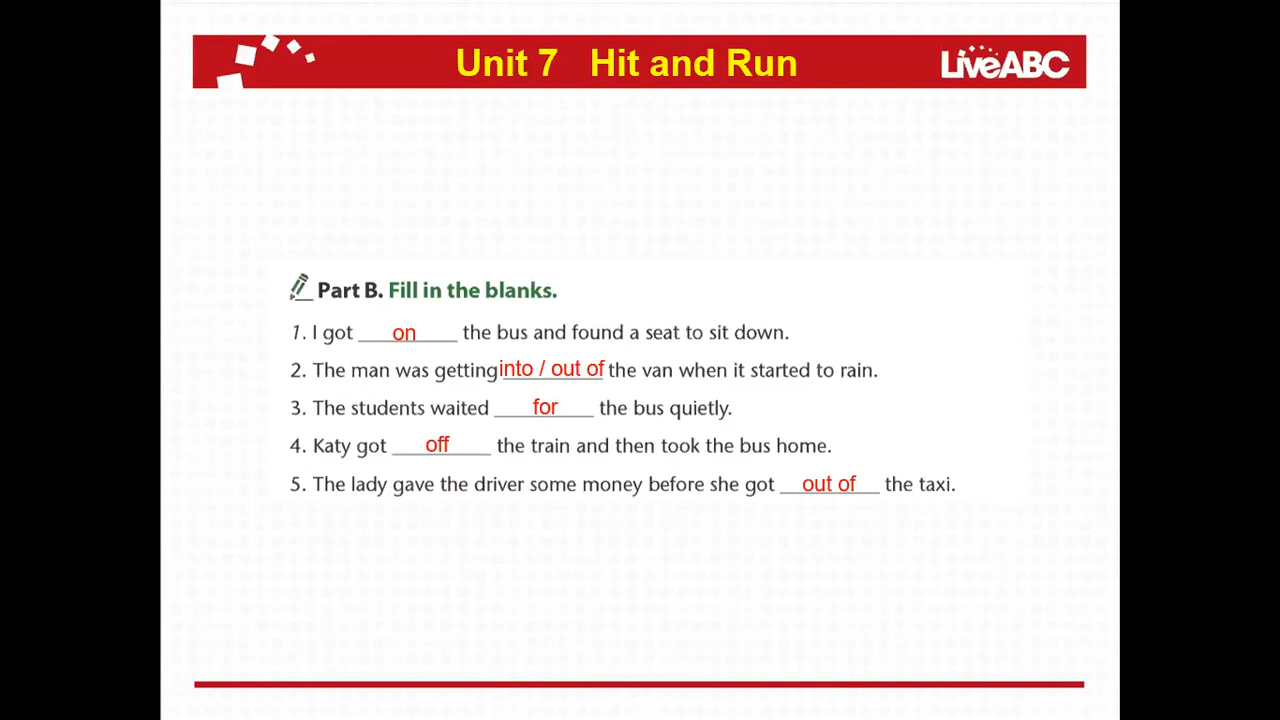 Unit 7 Hit and Run
LiveABC
Part B. Fill in the blanks.
1. I got on the bus and found a seat to sit down.
2. The man was getting into / out of the van when it started to rain.
3. The students waited for the bus quietly.
4. Katy got off the train and then took the bus home.
5. The lady gave the driver some money before she got out of the taxi.